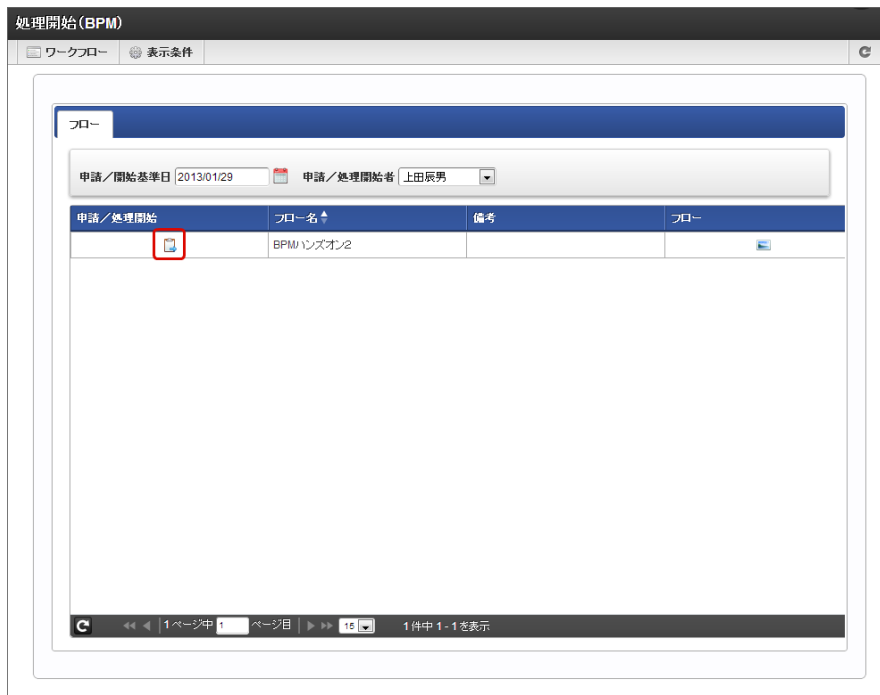 処理開始(BPM)
ワークフロー 表示条件
フロー
申請／開始基準日 2013/01/29 申請／処理開始者 上田辰男
申請／処理開始 フロー名 備考 フロー
BPMハンズオン2
1ページ中 1 ページ目 15 1件中 1 - 1 を表示